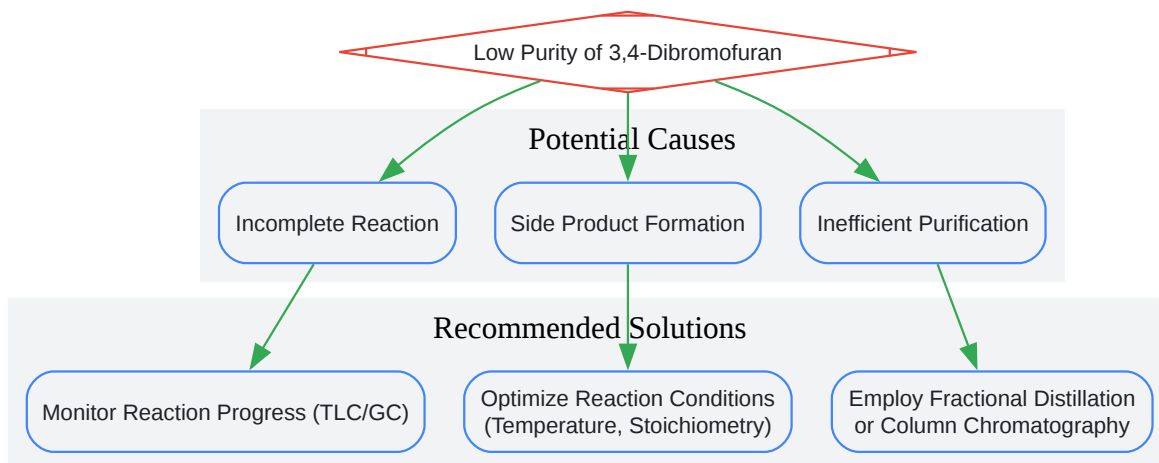 Low Purity of 3,4-Dibromofuran
Potential Causes
Incomplete Reaction
Side Product Formation
Inefficient Purification
Recommended Solutions
Monitor Reaction Progress (TLC/GC)
Optimize Reaction Conditions
(Temperature, Stoichiometry)
Employ Fractional Distillation
or Column Chromatography